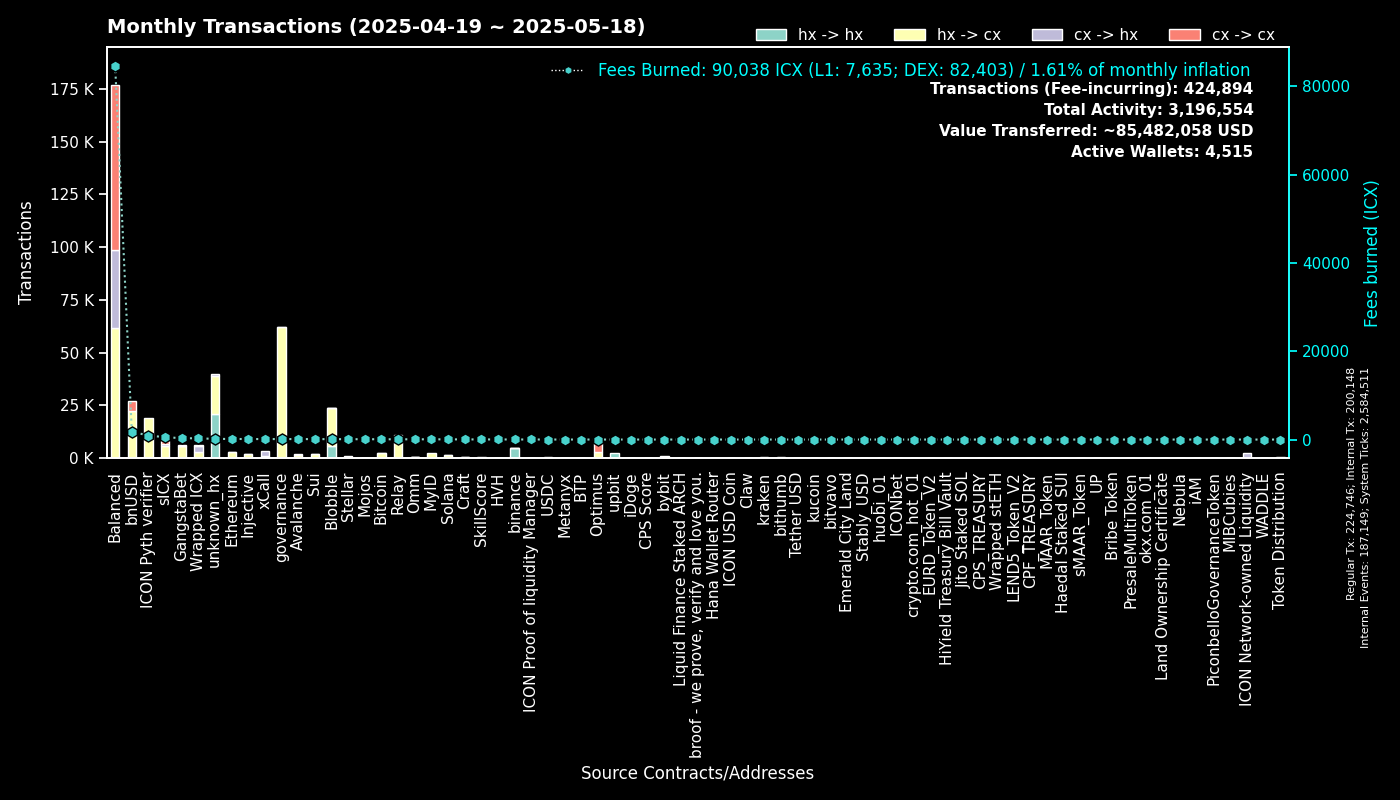 Monthly Transactions (2025-04-19 ~ 2025-05-18)
hx -> hx
hx -> cx
cx -> hx
cx -> cx
Fees Burned: 90,038 ICX (L1: 7,635; DEX: 82,403) / 1.61% of monthly inflation
Transactions (Fee-incurring): 424,894
Total Activity: 3,196,554
Value Transferred: ~85,482,058 USD
Active Wallets: 4,515
Transactions
175 K
150 K
125 K
100 K
75 K
50 K
25 K
0 K
80000
60000
40000
20000
0
Fees burned (ICX)
Regular Tx: 224,746; Internal Tx: 200,148
Internal Events: 187,149; System Ticks: 2,584,511
Balanced
bnUSD
ICON Pyth verifier
sICX
GangstaBet
Wrapped ICX
unknown_hx
Ethereum
Injective
xCall
governance
Avalanche
Sui
Blobble
Stellar
Mojos
Bitcoin
Relay
Omm
MyID
Solana
Craft
SkillScore
HVH
binance
ICON Proof of liquidity Manager
USDC
Metanyx
BTP
Optimus
upbit
iDoge
CPS Score
bybit
Liquid Finance Staked ARCH
broof - we prove, verify and love you.
Hana Wallet Router
ICON USD Coin
Claw
kraken
bithumb
Tether USD
kucoin
bitvavo
Emerald City Land
Stably_USD
huobi_01
ICONbet
crypto.com_hot_01
EURD_Token_V2
HiYield Treasury Bill Vault
Jito Staked SOL
CPS_TREASURY
Wrapped stETH
LEND5_Token_V2
CPF_TREASURY
MAAR_Token
Haedal Staked SUI
sMAAR_Token
UP
Bribe Token
PresaleMultiToken
okx.com_01
Land Ownership Certificate
Nebula
iAM
PiconbelloGovernanceToken
MIBCubies
ICON Network-owned Liquidity
WADDLE
Token Distribution
Source Contracts/Addresses